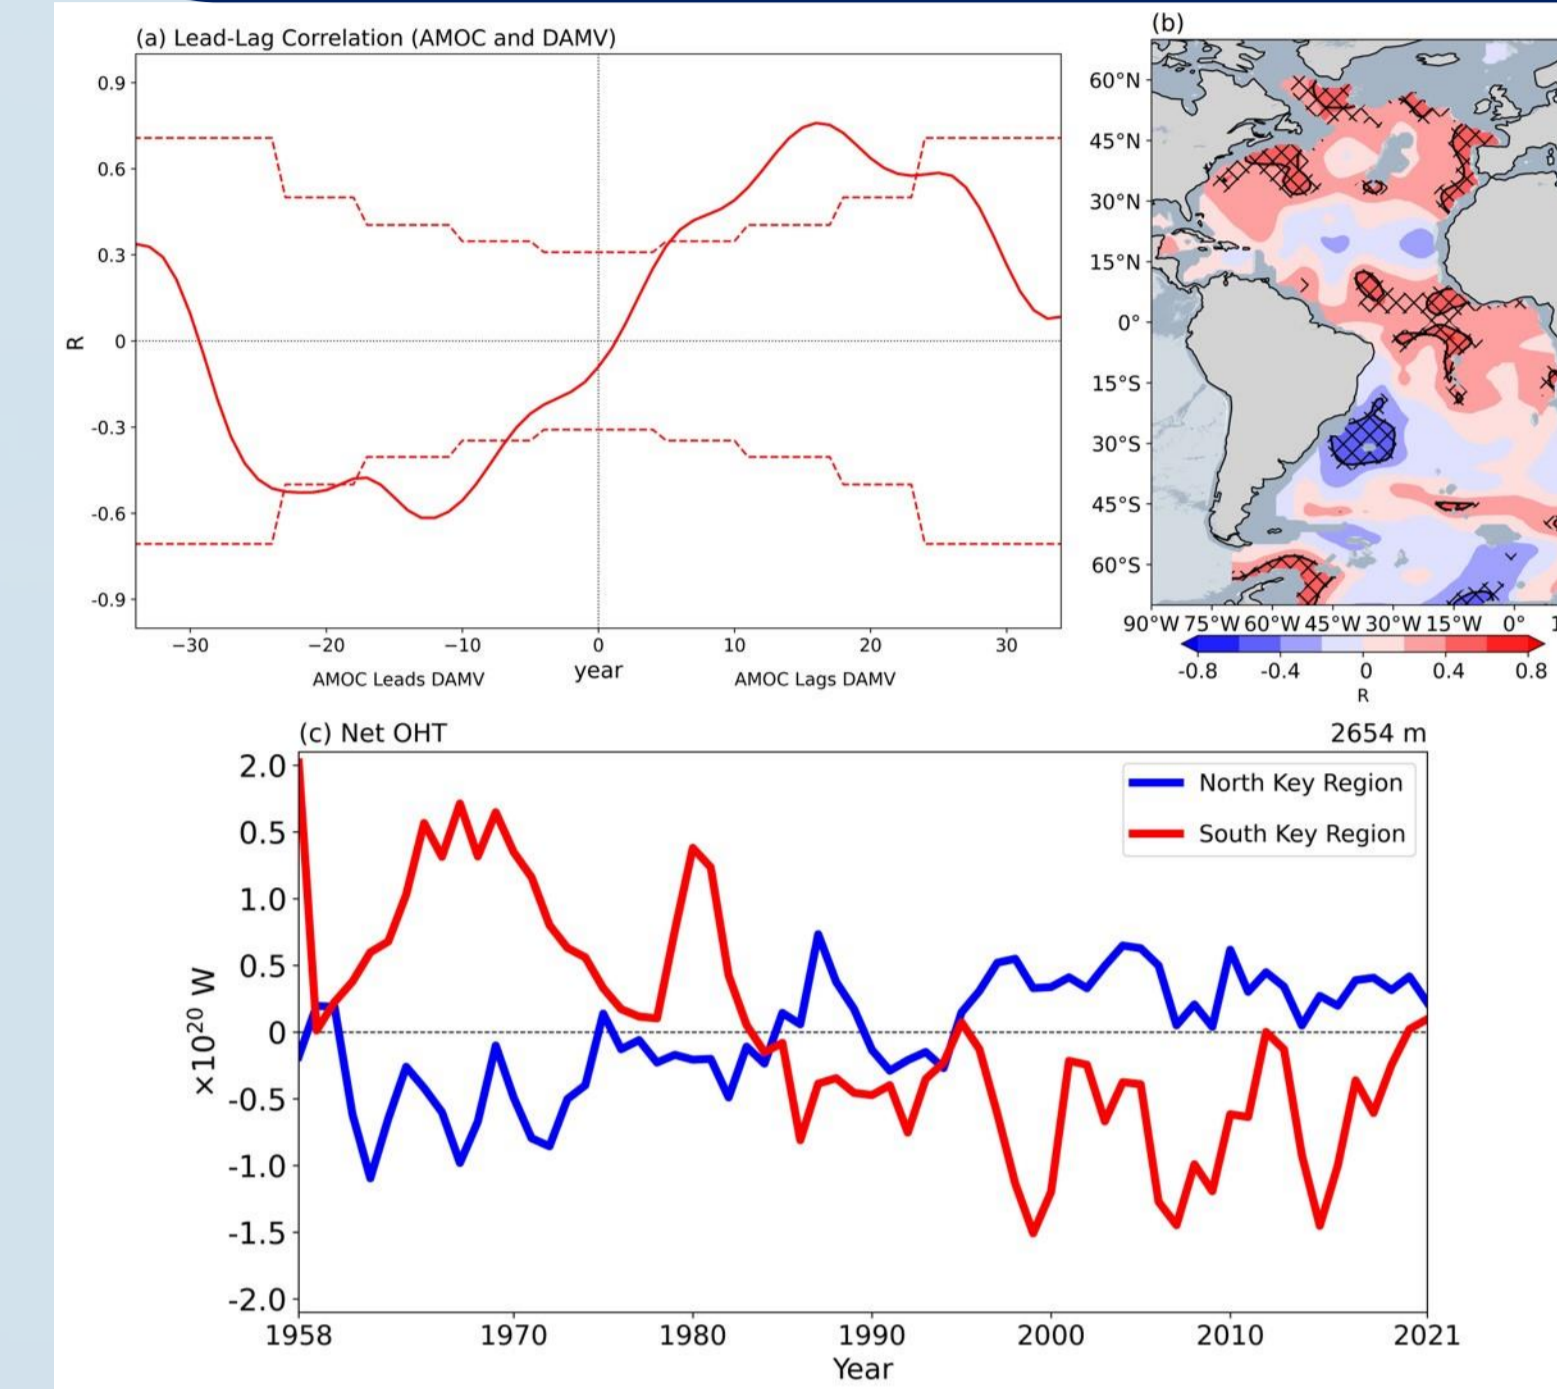 (a) Lead-Lag Correlation (AMOC and DAMV)
0.9
0.6
0.3
0
-0.3
-0.6
-0.9
R
−30 −20 −10 0 10 20 30
AMOC Leads DAMV year AMOC Lags DAMV
(b)
60°N
45°N
30°N
15°N
0°
15°S
30°S
45°S
60°S
90°W 75°W 60°W 45°W 30°W 15°W 0° 1
-0.8 -0.4 0 0.4 0.8
R
(c) Net OHT 2654 m
2.0
0.5
1.0
0.5
0
-0.5
-1.0
-1.5
-2.0
×10²⁰ W
North Key Region
South Key Region
1958 1970 1980 1990 2000 2010 2021
Year